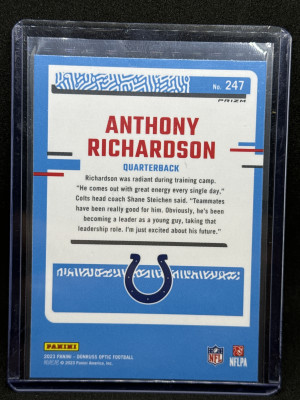 No. 247
PRIZM
ANTHONY
RICHARDSON
QUARTERBACK
Richardson was radiant during training camp.
"He comes out with great energy every single day,"
Colts head coach Shane Steichen said. "Teammates
have been really good for him. Obviously, he's been
becoming a leader as a young guy, taking that
leadership role. I'm just excited about his future."
PANINI
2023 PANINI - DONRUSS OPTIC FOOTBALL
© 2023 Panini America, Inc.
NFL
NFLPA